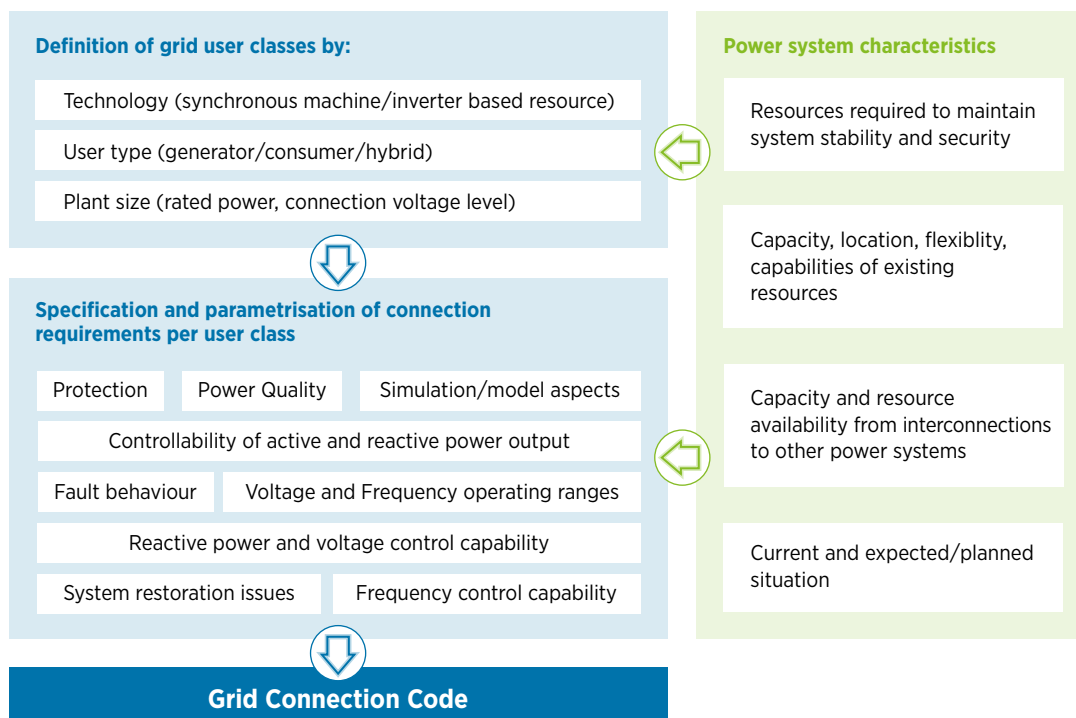 Definition of grid user classes by:
Technology (synchronous machine/inverter based resource)
User type (generator/consumer/hybrid)
Plant size (rated power, connection voltage level)
Specification and parametrisation of connection
requirements per user class
Protection
Power Quality
Simulation/model aspects
Controllability of active and reactive power output
Fault behaviour
Voltage and Frequency operating ranges
Reactive power and voltage control capability
System restoration issues
Frequency control capability
Grid Connection Code
Power system characteristics
Resources required to maintain
system stability and security
Capacity, location, flexiblity,
capabilities of existing
resources
Capacity and resource
availability from interconnections
to other power systems
Current and expected/planned
situation